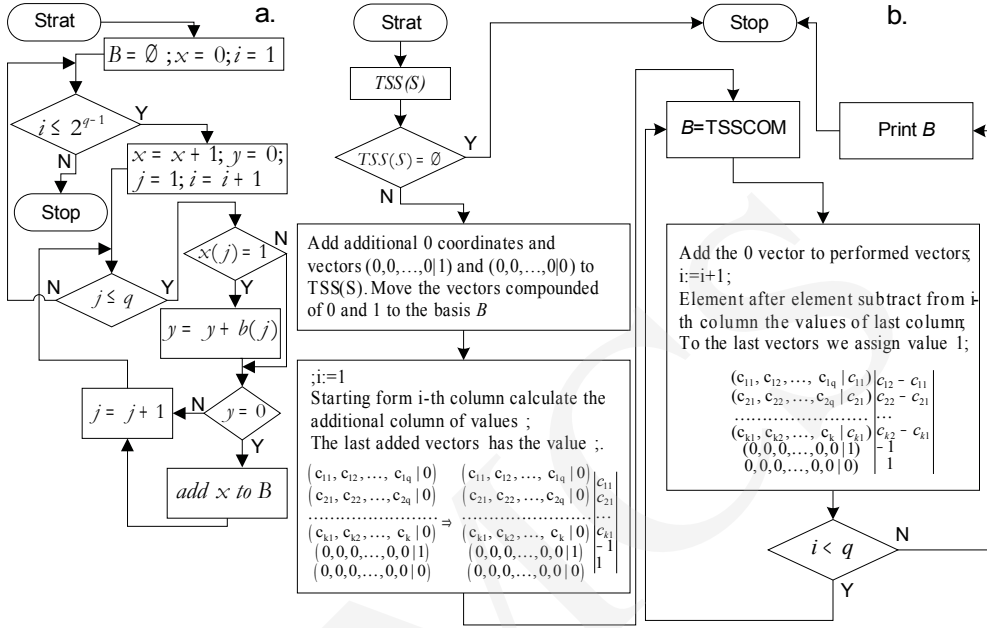 a.
Strat
B = Ø ; x = 0; i = 1
i ≤ 2^{q-1}
Y
N
x = x + 1; y = 0;
j = 1; i = i + 1
Stop
x(j) = 1
N
Y
j ≤ q
N
Y
y = y + b(j)
y = 0
N
Y
j = j + 1
add x to B
b.
Strat
TSS(S)
TSS(S) = Ø
Y
N
Stop
Add additional 0 coordinates and
vectors (0,0,…,0|1) and (0,0,…,0|0) to
TSS(S). Move the vectors compounded
of 0 and 1 to the basis B
;i:=1
Starting form i-th column calculate the
additional column of values ;
The last added vectors has the value ;.
(c11, c12,…, c1q | 0) (c11, c12,…, c1q | 0) | c11 |
(c21, c22,…,c2q | 0) (c21, c22,…,c2q | 0) | c21 |
................................ ⇒ ................................ | ... |
(ck1, ck2,…, ck | 0) (ck1, ck2,…, ck | 0) | ck1 |
(0,0,0,…,0,0 | 1) (0,0,0,…,0,0 | 1) | - 1 |
(0,0,0,…,0,0 | 0) (0,0,0,…,0,0 | 0) | 1 |
B=TSSCOM
Print B
Add the 0 vector to performed vectors;
i:=i+1;
Element after element subtract from i-
th column the values of last column;
To the last vectors we assign value 1;
(c11, c12,…, c1q | c11) | c12 - c11 |
(c21, c22,…, c2q | c21) | c22 - c21 |
................................ | ... |
(ck1, ck2,…, ck | ck1) | ck2 - ck1 |
(0,0,0,…,0,0 | 1) | - 1 |
0,0,0,…,0,0 | 0) | 1 |
i < q
N
Y